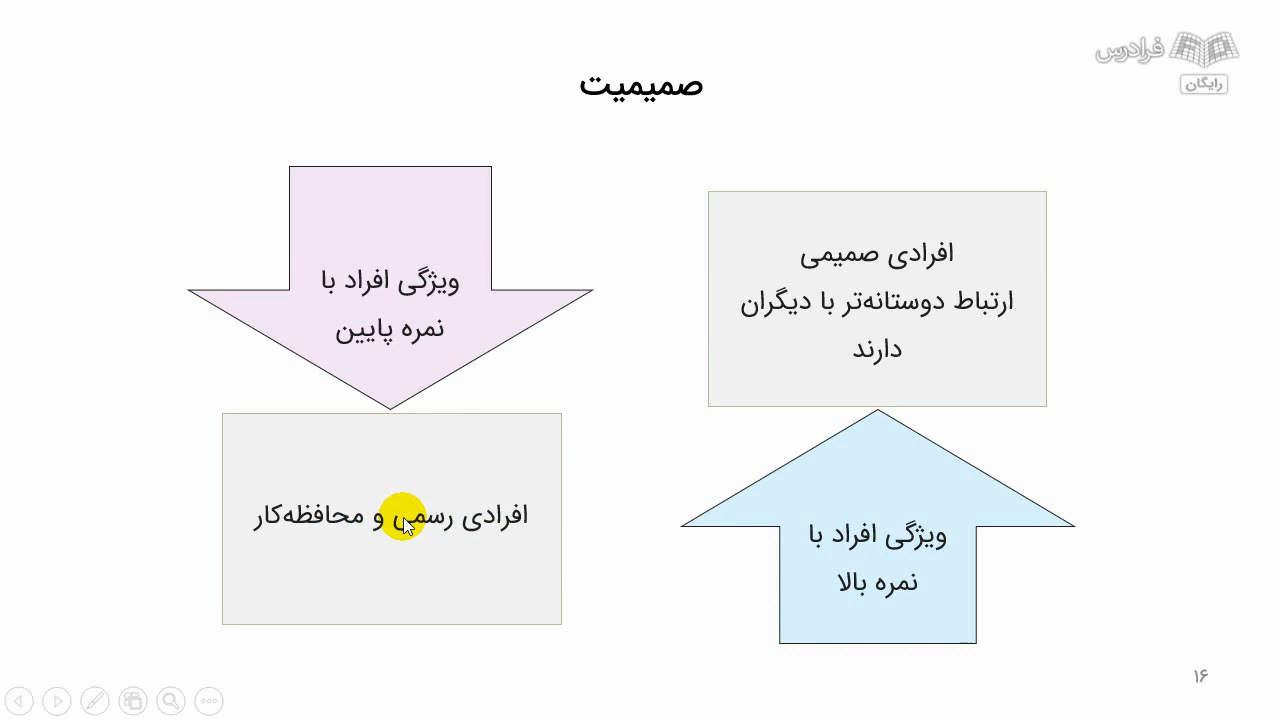 فرادرس
رایگان
صمیمیت
افرادی صمیمی
ارتباط دوستانه‌تر با دیگران
دارند
ویژگی افراد با
نمره بالا
ویژگی افراد با
نمره پایین
افرادی رسمی و محافظه‌کار
۱۶